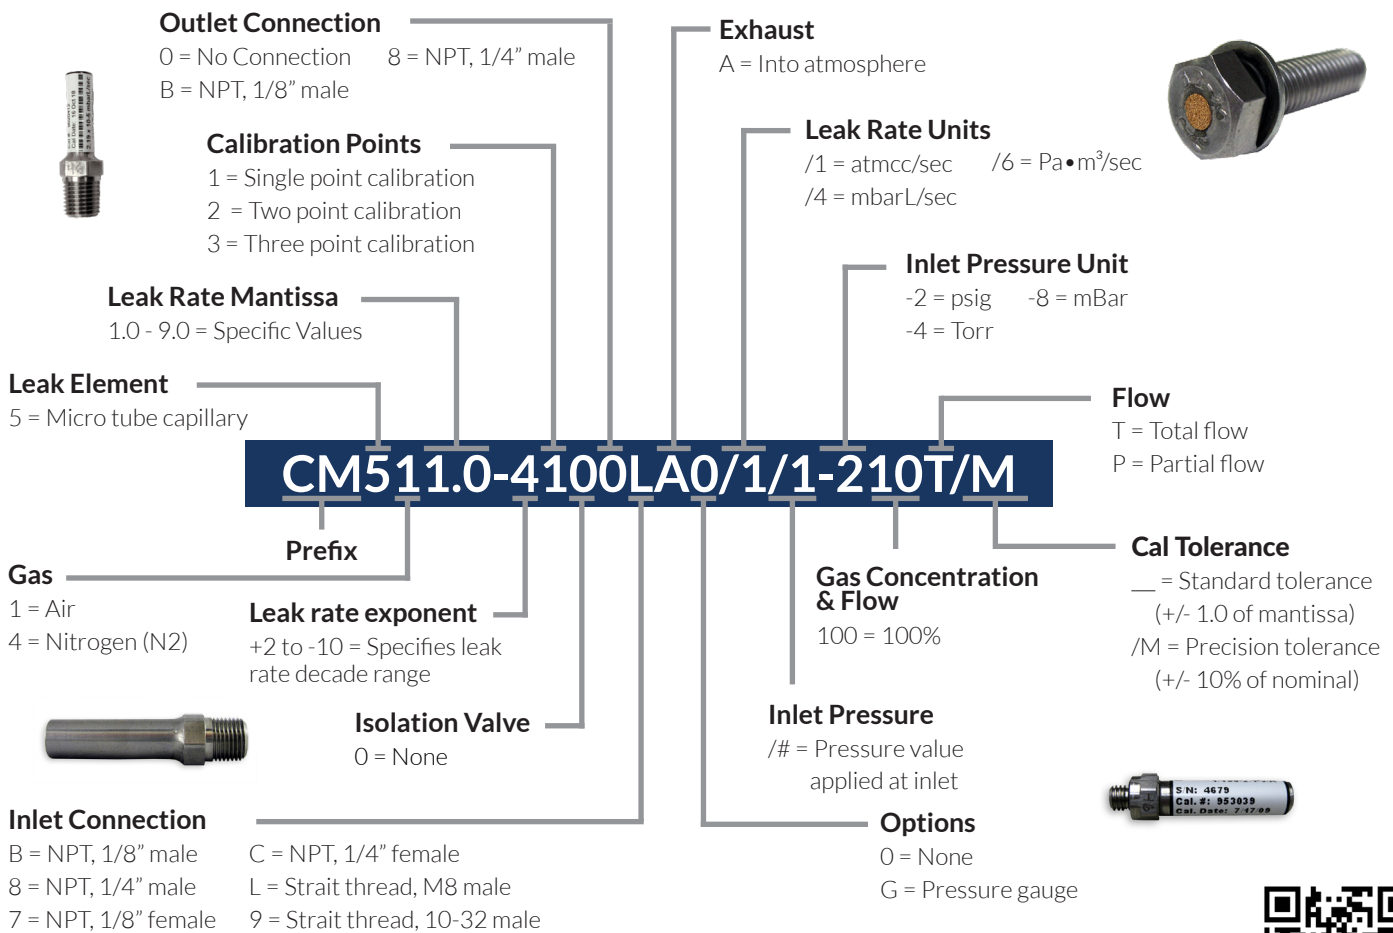 Outlet Connection
0 = No Connection 8 = NPT, 1/4” male
B = NPT, 1/8” male
Exhaust
A = Into atmosphere
Calibration Points
1 = Single point calibration
2 = Two point calibration
3 = Three point calibration
Leak Rate Units
/1 = atmcc/sec /6 = Pa•m³/sec
/4 = mbarL/sec
Leak Rate Mantissa
1.0 - 9.0 = Specific Values
Inlet Pressure Unit
-2 = psig -8 = mBar
-4 = Torr
Leak Element
5 = Micro tube capillary
Flow
T = Total flow
P = Partial flow
CM511.0-4100LA0/1/1-210T/M
Prefix
Gas
1 = Air
4 = Nitrogen (N2)
Leak rate exponent
+2 to -10 = Specifies leak
rate decade range
Gas Concentration
& Flow
100 = 100%
Cal Tolerance
__ = Standard tolerance
(+/- 1.0 of mantissa)
/M = Precision tolerance
(+/- 10% of nominal)
Isolation Valve
0 = None
Inlet Pressure
/# = Pressure value
applied at inlet
S/N: 4679
Cal. #: 953039
Cal. Date: 7/17/09
Inlet Connection
B = NPT, 1/8” male C = NPT, 1/4” female
8 = NPT, 1/4” male L = Strait thread, M8 male
7 = NPT, 1/8” female 9 = Strait thread, 10-32 male
Options
0 = None
G = Pressure gauge